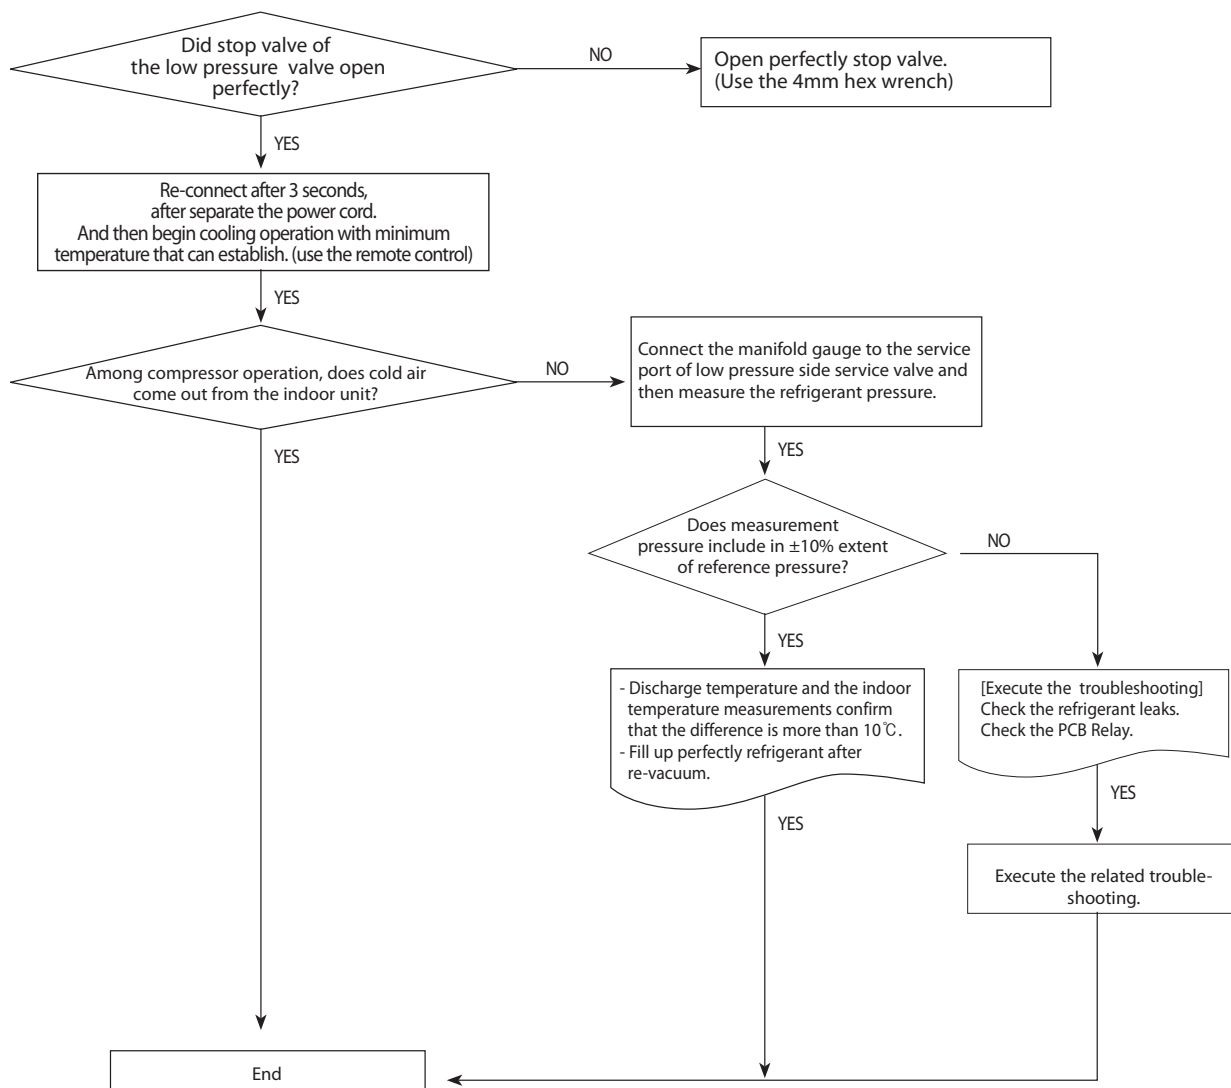 Did stop valve of
the low pressure valve open
perfectly?
NO
Open perfectly stop valve.
(Use the 4mm hex wrench)
YES
Re-connect after 3 seconds,
after separate the power cord.
And then begin cooling operation with minimum
temperature that can establish. (use the remote control)
YES
Among compressor operation, does cold air
come out from the indoor unit?
NO
Connect the manifold gauge to the service
port of low pressure side service valve and
then measure the refrigerant pressure.
YES
YES
Does measurement
pressure include in ±10% extent
of reference pressure?
NO
YES
- Discharge temperature and the indoor
temperature measurements confirm
that the difference is more than 10℃.
- Fill up perfectly refrigerant after
re-vacuum.
[Execute the troubleshooting]
Check the refrigerant leaks.
Check the PCB Relay.
YES
YES
Execute the related trouble-
shooting.
End